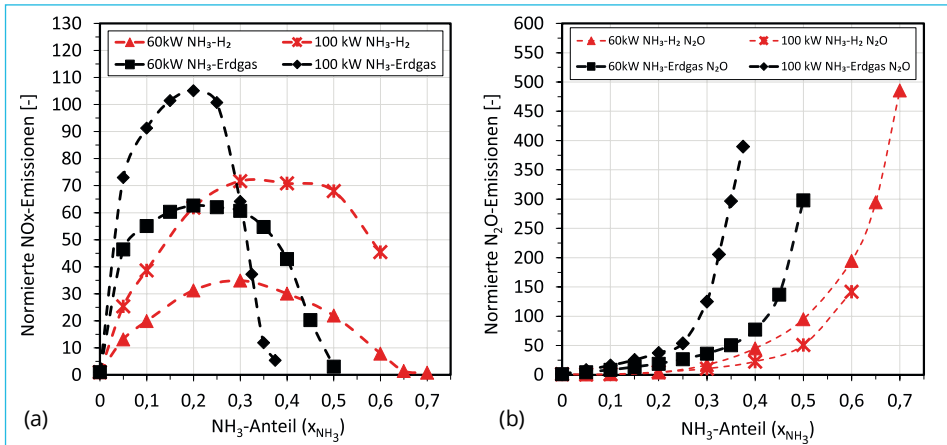 130
120
110
100
90
80
70
60
50
40
30
20
10
0
Normierte NOx-Emissionen [-]
60kW NH₃-H₂
100 kW NH₃-H₂
60kW NH₃-Erdgas
100 kW NH₃-Erdgas
0 0,1 0,2 0,3 0,4 0,5 0,6 0,7
(a)
NH₃-Anteil (x_NH₃)
600
550
500
450
400
350
300
250
200
150
100
50
0
Normierte N₂O-Emissionen [-]
60kW NH₃-H₂ N₂O
100 kW NH₃-H₂ N₂O
60kW NH₃-Erdgas N₂O
100 kW NH₃-Erdgas N₂O
0 0,1 0,2 0,3 0,4 0,5 0,6 0,7
(b)
NH₃-Anteil (x_NH₃)